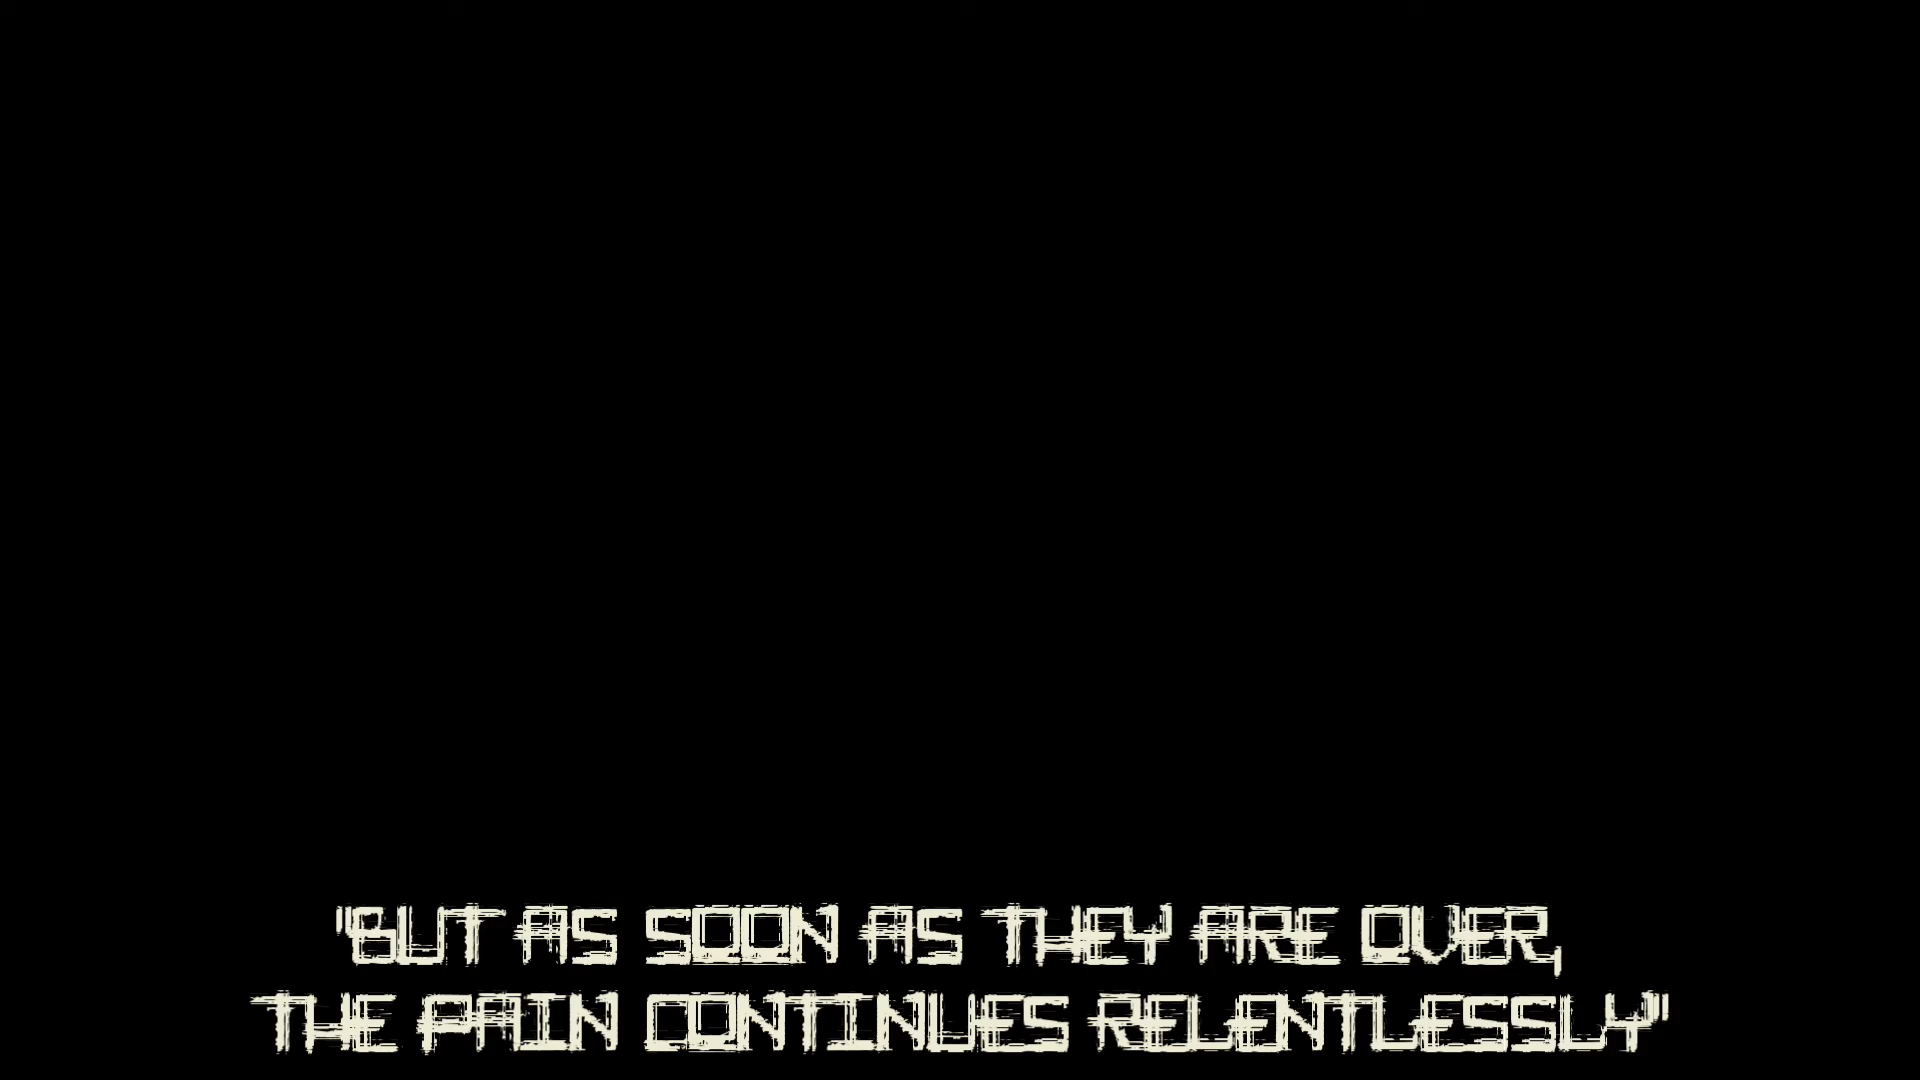 "BUT AS SOON AS THEY ARE OVER,
THE PAIN CONTINUES RELENTLESSLY"